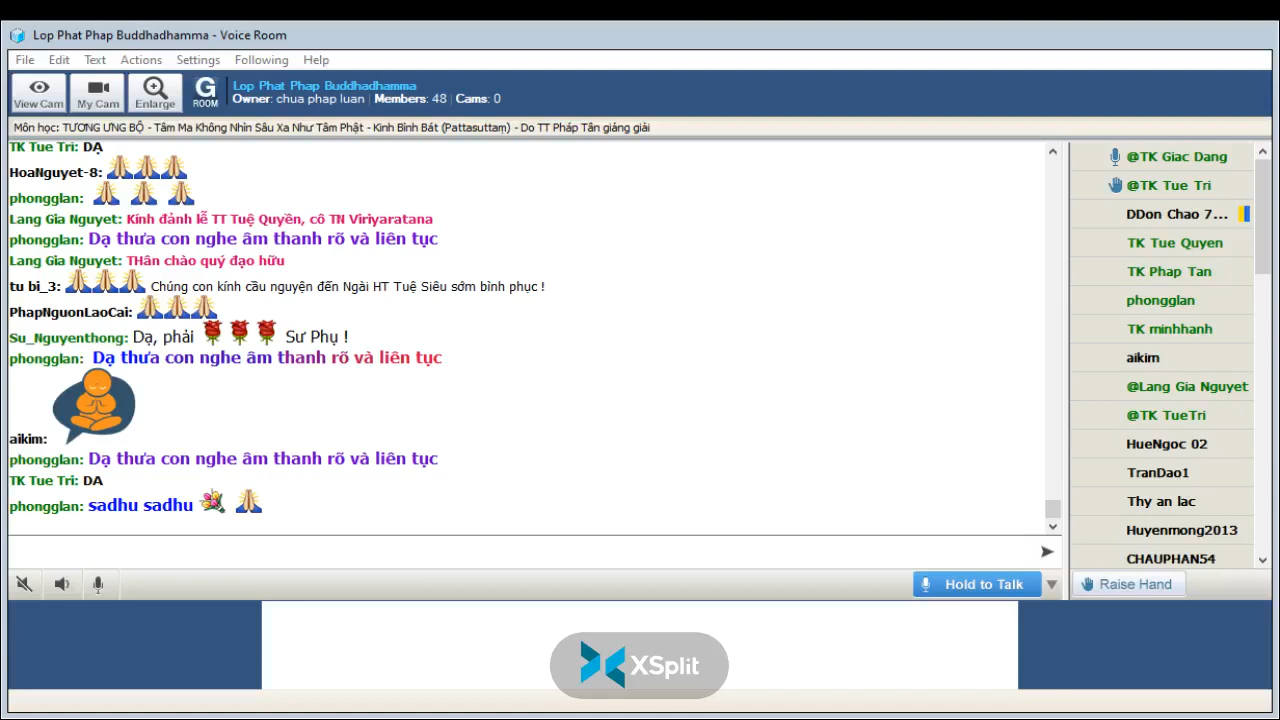 Lop Phat Phap Buddhadhamma - Voice Room
File Edit Text Actions Settings Following Help
View Cam My Cam Enlarge G ROOM
Lop Phat Phap Buddhadhamma
Owner: chua phap luan | Members: 48 | Cams: 0
Môn học: TƯƠNG ƯNG BỘ - Tâm Ma Không Nhìn Sâu Xa Như Tâm Phật - Kinh Bình Bát (Pattasuttaṃ) - Do TT Pháp Tân giảng giải
TK Tue Tri: DẠ
HoaNguyet-8:
phongglan:
Lang Gia Nguyet: Kính đảnh lễ TT Tuệ Quyền, cô TN Viriyaratana
phongglan: Dạ thưa con nghe âm thanh rõ và liên tục
Lang Gia Nguyet: THân chào quý đạo hữu
tu bi_3: Chúng con kính cầu nguyện đến Ngài HT Tuệ Siêu sớm bình phục !
PhapNguonLaoCai:
Su_Nguyenthong: Dạ, phải Sư Phụ !
phongglan: Dạ thưa con nghe âm thanh rõ và liên tục
aikim:
phongglan: Dạ thưa con nghe âm thanh rõ và liên tục
TK Tue Tri: DA
phongglan: sadhu sadhu
@TK Giac Dang
@TK Tue Tri
DDon Chao 7...
TK Tue Quyen
TK Phap Tan
phongglan
TK minhhanh
aikim
@Lang Gia Nguyet
@TK TueTri
HueNgoc 02
TranDao1
Thy an lac
Huyenmong2013
CHAUPHAN54
Hold to Talk
Raise Hand
XSplit